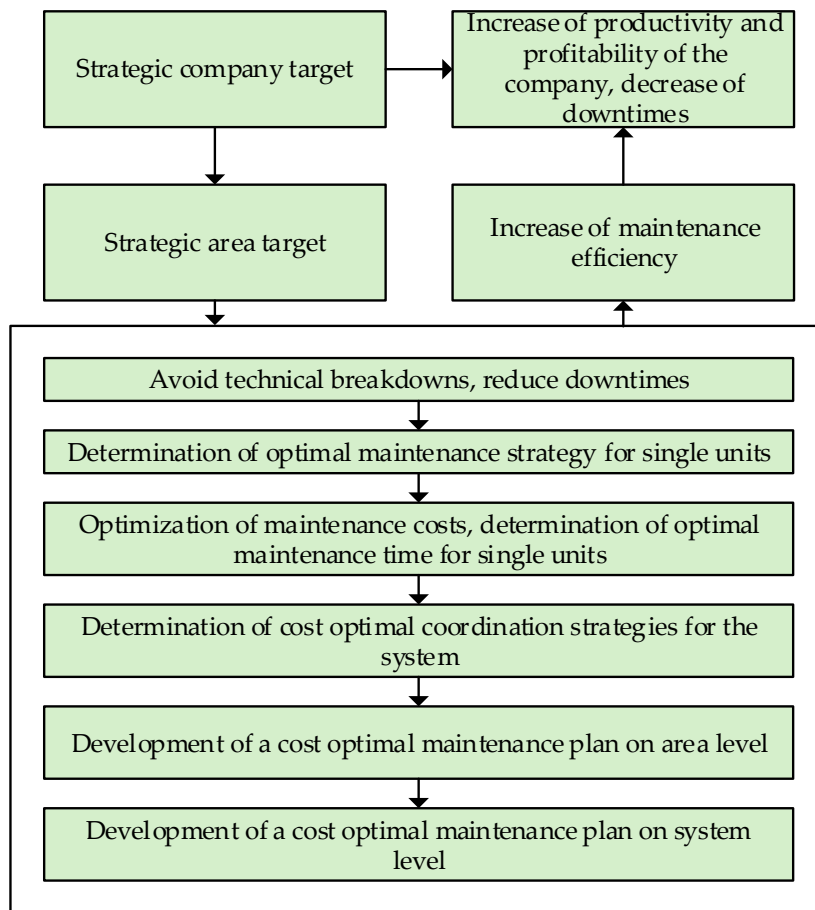 Strategic company target
Increase of productivity and
profitability of the
company, decrease of
downtimes
Strategic area target
Increase of maintenance
efficiency
Avoid technical breakdowns, reduce downtimes
Determination of optimal maintenance strategy for single units
Optimization of maintenance costs, determination of optimal
maintenance time for single units
Determination of cost optimal coordination strategies for the
system
Development of a cost optimal maintenance plan on area level
Development of a cost optimal maintenance plan on system
level